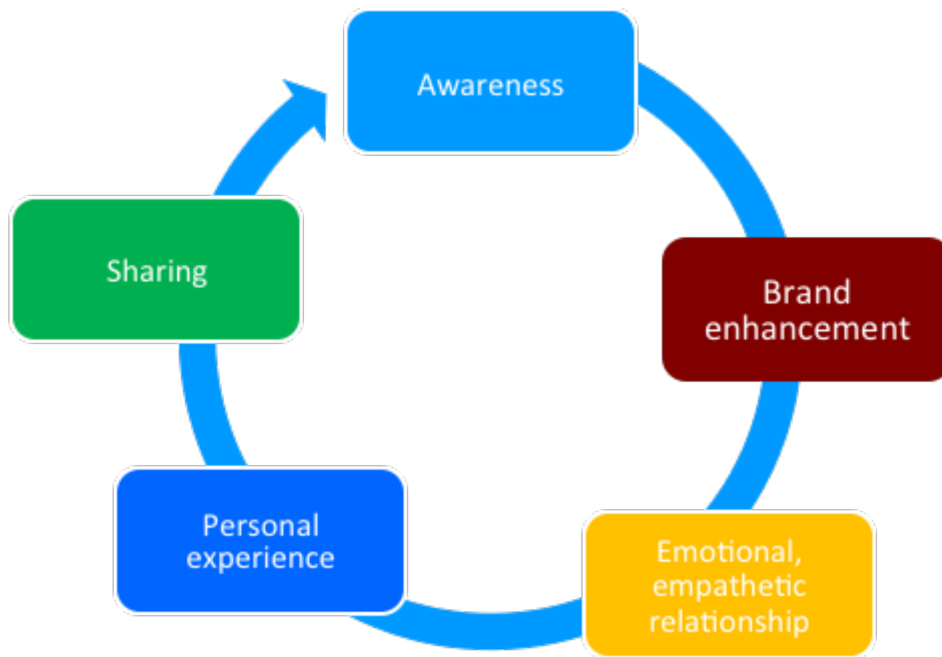 Awareness
Brand
enhancement
Emotional,
empathetic
relationship
Personal
experience
Sharing